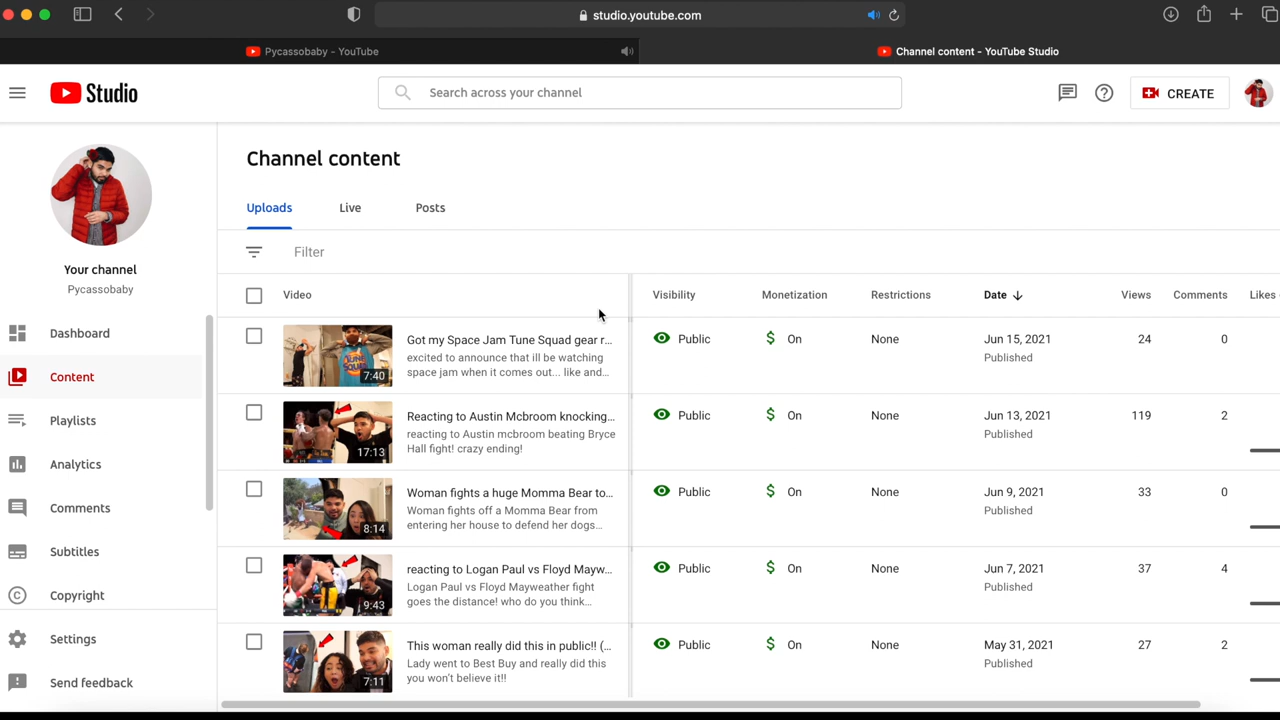 studio.youtube.com
Pycassobaby - YouTube
Channel content - YouTube Studio
Studio
Search across your channel
CREATE
Your channel
Pycassobaby
Dashboard
Content
Playlists
Analytics
Comments
Subtitles
Copyright
Settings
Send feedback
Channel content
Uploads Live Posts
Filter
Video Visibility Monetization Restrictions Date Views Comments Likes
Got my Space Jam Tune Squad gear r... Public On None Jun 15, 2021 24 0
excited to announce that ill be watching Published
space jam when it comes out... like and...
7:40
Reacting to Austin Mcbroom knocking... Public On None Jun 13, 2021 119 2
reacting to Austin mcbroom beating Bryce Published
Hall fight! crazy ending!
17:13
Woman fights a huge Momma Bear to... Public On None Jun 9, 2021 33 0
Woman fights off a Momma Bear from Published
entering her house to defend her dogs...
8:14
reacting to Logan Paul vs Floyd Mayw... Public On None Jun 7, 2021 37 4
Logan Paul vs Floyd Mayweather fight Published
goes the distance! who do you think...
9:43
This woman really did this in public!! (... Public On None May 31, 2021 27 2
Lady went to Best Buy and really did this Published
you won't believe it!!
7:11